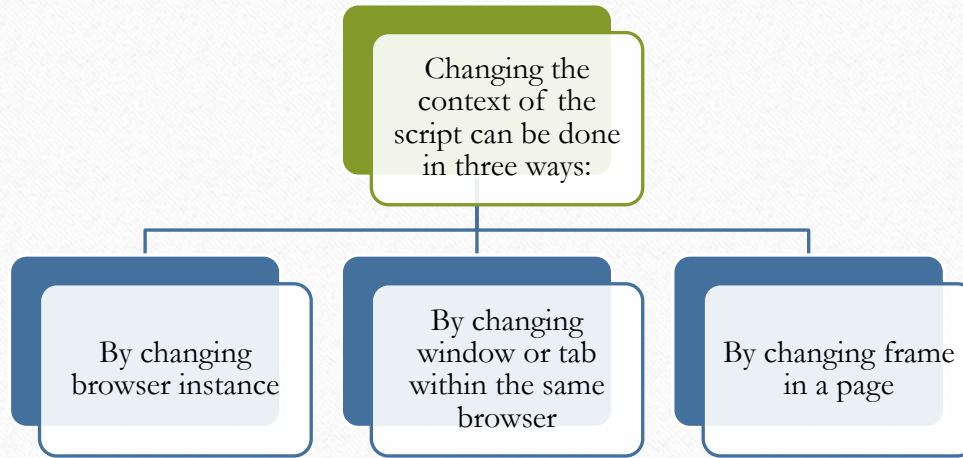 Changing the
context of the
script can be done
in three ways:
By changing
browser instance
By changing
window or tab
within the same
browser
By changing frame
in a page